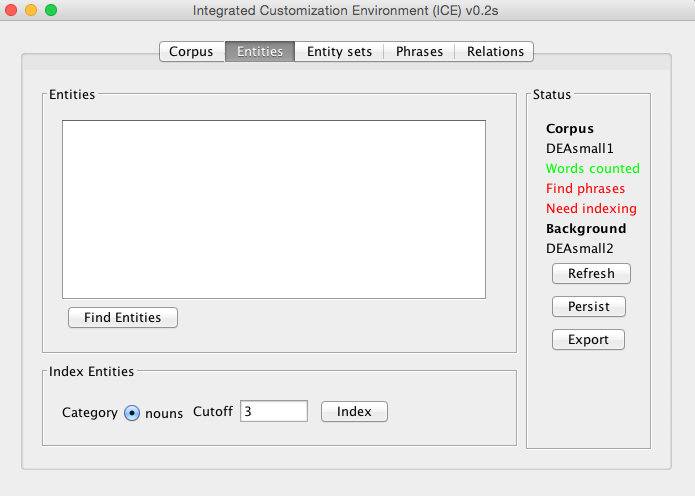 Integrated Customization Environment (ICE) v0.2s
Corpus Entities Entity sets Phrases Relations
Entities
Find Entities
Index Entities
Category nouns Cutoff 3 Index
Status
Corpus
DEAsmall1
Words counted
Find phrases
Need indexing
Background
DEAsmall2
Refresh
Persist
Export